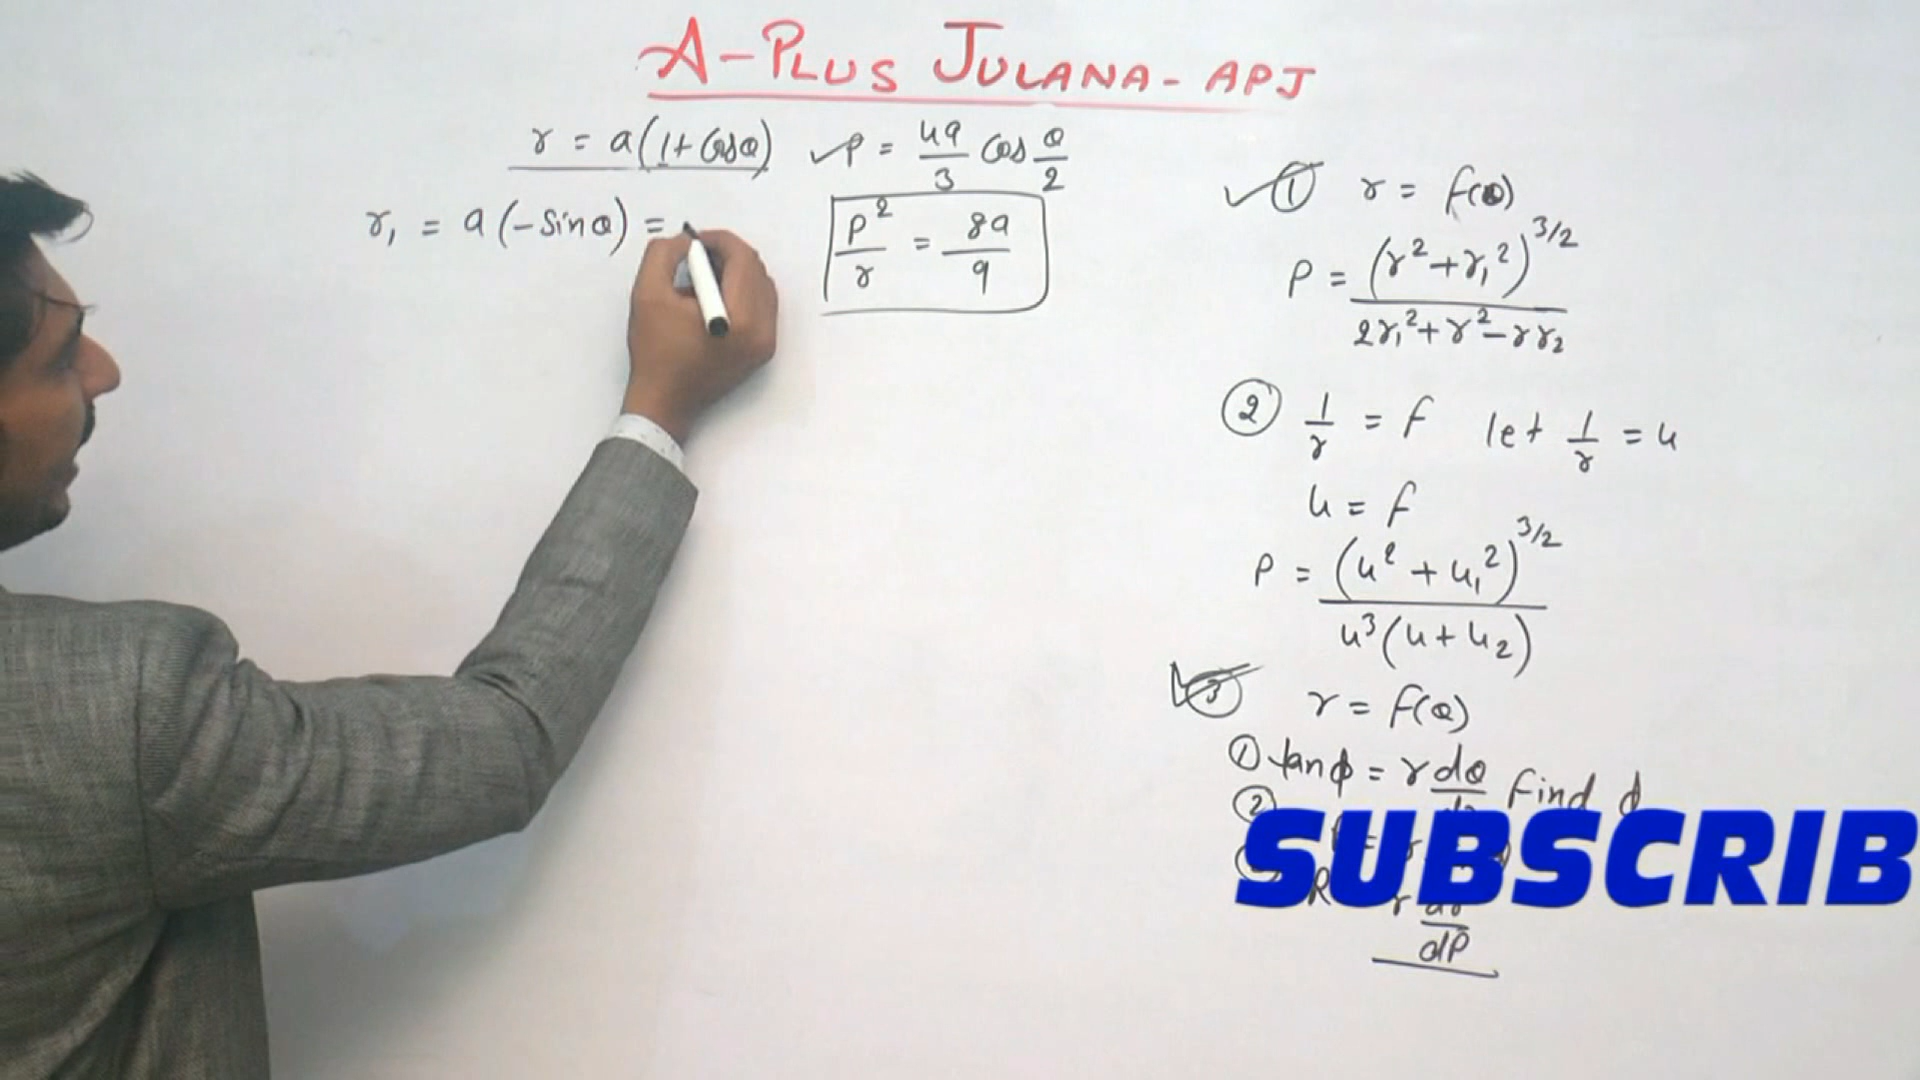 A-PLUS JULANA-APJ
r = a(1+Cosθ) ✓ρ = 4a/3 Cos θ/2
r₁ = a(-Sinθ) =
ρ²/r = 8a/9
✓① r = f(θ)
ρ = (r²+r₁²)^3/2 / 2r₁²+r²-rr₂
② 1/r = f let 1/r = u
u = f
ρ = (u²+u₁²)^3/2 / u³(u+u₂)
③ r = f(θ)
① tanϕ = r dθ Find ϕ
②
SUBSCRIB
R
dP